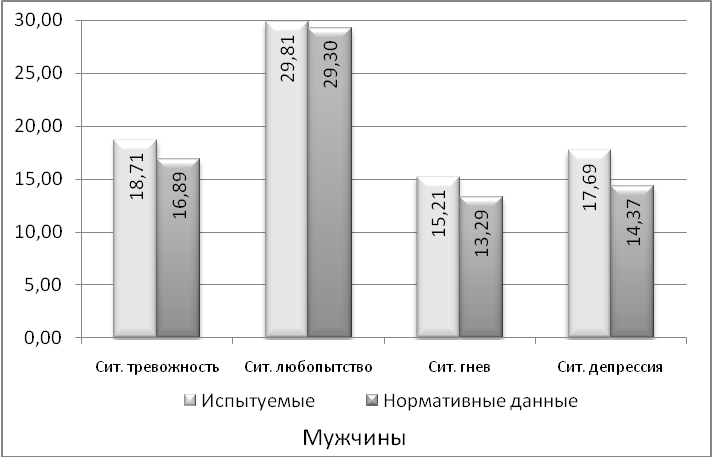 30,00
25,00
20,00
15,00
10,00
5,00
0,00
18,71
16,89
29,81
29,30
15,21
13,29
17,69
14,37
Сит. тревожность
Сит. любопытство
Сит. гнев
Сит. депрессия
Испытуемые
Нормативные данные
Мужчины